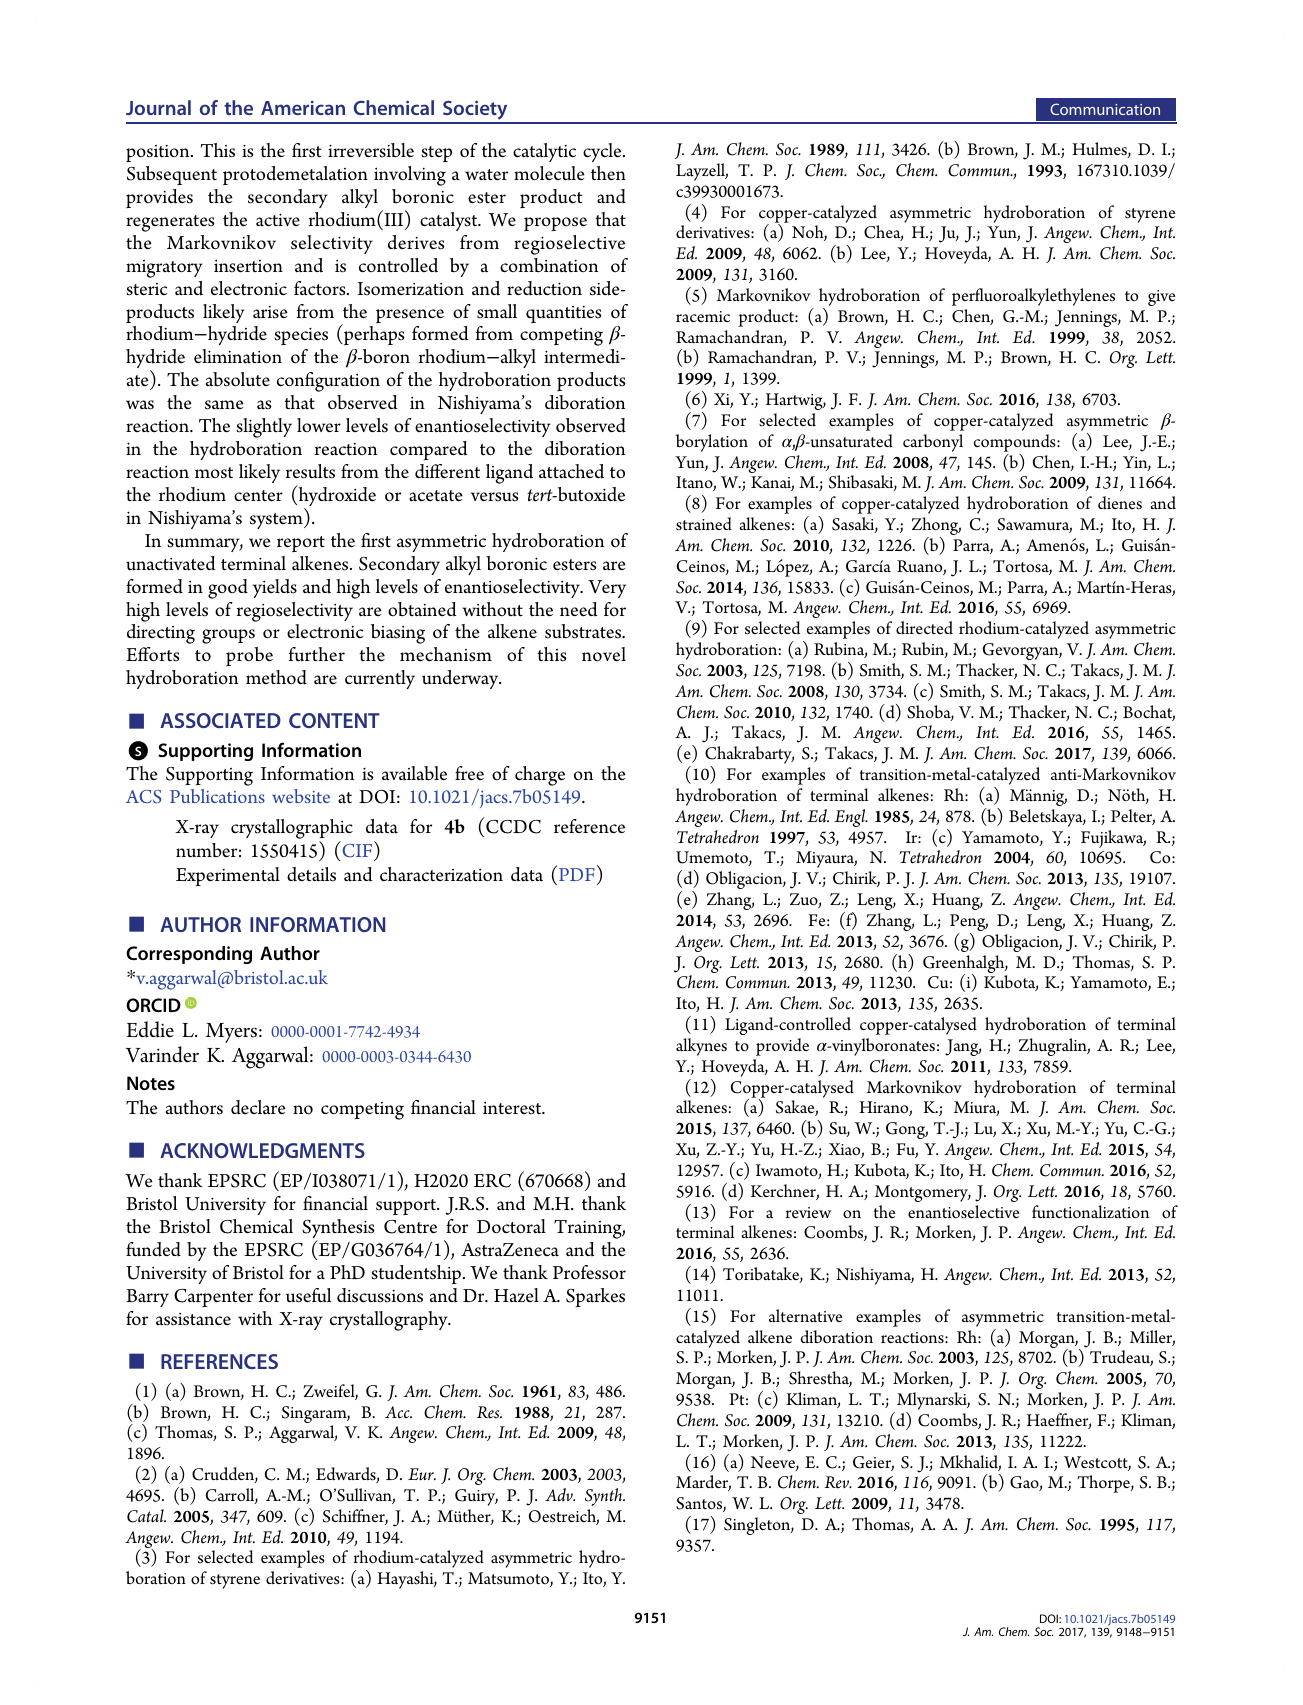 Journal of the American Chemical Society
Communication
position. This is the first irreversible step of the catalytic cycle.
Subsequent protodemetalation involving a water molecule then
provides the secondary alkyl boronic ester product and
regenerates the active rhodium(III) catalyst. We propose that
the Markovnikov selectivity derives from regioselective
migratory insertion and is controlled by a combination of
steric and electronic factors. Isomerization and reduction side-
products likely arise from the presence of small quantities of
rhodium−hydride species (perhaps formed from competing β-
hydride elimination of the β-boron rhodium−alkyl intermedi-
ate). The absolute configuration of the hydroboration products
was the same as that observed in Nishiyama's diboration
reaction. The slightly lower levels of enantioselectivity observed
in the hydroboration reaction compared to the diboration
reaction most likely results from the different ligand attached to
the rhodium center (hydroxide or acetate versus tert-butoxide
in Nishiyama's system).
In summary, we report the first asymmetric hydroboration of
unactivated terminal alkenes. Secondary alkyl boronic esters are
formed in good yields and high levels of enantioselectivity. Very
high levels of regioselectivity are obtained without the need for
directing groups or electronic biasing of the alkene substrates.
Efforts to probe further the mechanism of this novel
hydroboration method are currently underway.
■ ASSOCIATED CONTENT
S Supporting Information
The Supporting Information is available free of charge on the
ACS Publications website at DOI: 10.1021/jacs.7b05149.
X-ray crystallographic data for 4b (CCDC reference
number: 1550415) (CIF)
Experimental details and characterization data (PDF)
■ AUTHOR INFORMATION
Corresponding Author
*v.aggarwal@bristol.ac.uk
ORCID iD
Eddie L. Myers: 0000-0001-7742-4934
Varinder K. Aggarwal: 0000-0003-0344-6430
Notes
The authors declare no competing financial interest.
■ ACKNOWLEDGMENTS
We thank EPSRC (EP/I038071/1), H2020 ERC (670668) and
Bristol University for financial support. J.R.S. and M.H. thank
the Bristol Chemical Synthesis Centre for Doctoral Training,
funded by the EPSRC (EP/G036764/1), AstraZeneca and the
University of Bristol for a PhD studentship. We thank Professor
Barry Carpenter for useful discussions and Dr. Hazel A. Sparkes
for assistance with X-ray crystallography.
■ REFERENCES
(1) (a) Brown, H. C.; Zweifel, G. J. Am. Chem. Soc. 1961, 83, 486.
(b) Brown, H. C.; Singaram, B. Acc. Chem. Res. 1988, 21, 287.
(c) Thomas, S. P.; Aggarwal, V. K. Angew. Chem., Int. Ed. 2009, 48,
1896.
(2) (a) Crudden, C. M.; Edwards, D. Eur. J. Org. Chem. 2003, 2003,
4695. (b) Carroll, A.-M.; O'Sullivan, T. P.; Guiry, P. J. Adv. Synth.
Catal. 2005, 347, 609. (c) Schiffner, J. A.; Müther, K.; Oestreich, M.
Angew. Chem., Int. Ed. 2010, 49, 1194.
(3) For selected examples of rhodium-catalyzed asymmetric hydro-
boration of styrene derivatives: (a) Hayashi, T.; Matsumoto, Y.; Ito, Y.
J. Am. Chem. Soc. 1989, 111, 3426. (b) Brown, J. M.; Hulmes, D. I.;
Layzell, T. P. J. Chem. Soc., Chem. Commun., 1993, 167310.1039/
c39930001673.
(4) For copper-catalyzed asymmetric hydroboration of styrene
derivatives: (a) Noh, D.; Chea, H.; Ju, J.; Yun, J. Angew. Chem., Int.
Ed. 2009, 48, 6062. (b) Lee, Y.; Hoveyda, A. H. J. Am. Chem. Soc.
2009, 131, 3160.
(5) Markovnikov hydroboration of perfluoroalkylethylenes to give
racemic product: (a) Brown, H. C.; Chen, G.-M.; Jennings, M. P.;
Ramachandran, P. V. Angew. Chem., Int. Ed. 1999, 38, 2052.
(b) Ramachandran, P. V.; Jennings, M. P.; Brown, H. C. Org. Lett.
1999, 1, 1399.
(6) Xi, Y.; Hartwig, J. F. J. Am. Chem. Soc. 2016, 138, 6703.
(7) For selected examples of copper-catalyzed asymmetric β-
borylation of α,β-unsaturated carbonyl compounds: (a) Lee, J.-E.;
Yun, J. Angew. Chem., Int. Ed. 2008, 47, 145. (b) Chen, I.-H.; Yin, L.;
Itano, W.; Kanai, M.; Shibasaki, M. J. Am. Chem. Soc. 2009, 131, 11664.
(8) For examples of copper-catalyzed hydroboration of dienes and
strained alkenes: (a) Sasaki, Y.; Zhong, C.; Sawamura, M.; Ito, H. J.
Am. Chem. Soc. 2010, 132, 1226. (b) Parra, A.; Amenós, L.; Guisán-
Ceinos, M.; López, A.; García Ruano, J. L.; Tortosa, M. J. Am. Chem.
Soc. 2014, 136, 15833. (c) Guisán-Ceinos, M.; Parra, A.; Martín-Heras,
V.; Tortosa, M. Angew. Chem., Int. Ed. 2016, 55, 6969.
(9) For selected examples of directed rhodium-catalyzed asymmetric
hydroboration: (a) Rubina, M.; Rubin, M.; Gevorgyan, V. J. Am. Chem.
Soc. 2003, 125, 7198. (b) Smith, S. M.; Thacker, N. C.; Takacs, J. M. J.
Am. Chem. Soc. 2008, 130, 3734. (c) Smith, S. M.; Takacs, J. M. J. Am.
Chem. Soc. 2010, 132, 1740. (d) Shoba, V. M.; Thacker, N. C.; Bochat,
A. J.; Takacs, J. M. Angew. Chem., Int. Ed. 2016, 55, 1465.
(e) Chakrabarty, S.; Takacs, J. M. J. Am. Chem. Soc. 2017, 139, 6066.
(10) For examples of transition-metal-catalyzed anti-Markovnikov
hydroboration of terminal alkenes: Rh: (a) Männig, D.; Nöth, H.
Angew. Chem., Int. Ed. Engl. 1985, 24, 878. (b) Beletskaya, I.; Pelter, A.
Tetrahedron 1997, 53, 4957. Ir: (c) Yamamoto, Y.; Fujikawa, R.;
Umemoto, T.; Miyaura, N. Tetrahedron 2004, 60, 10695. Co:
(d) Obligacion, J. V.; Chirik, P. J. J. Am. Chem. Soc. 2013, 135, 19107.
(e) Zhang, L.; Zuo, Z.; Leng, X.; Huang, Z. Angew. Chem., Int. Ed.
2014, 53, 2696. Fe: (f) Zhang, L.; Peng, D.; Leng, X.; Huang, Z.
Angew. Chem., Int. Ed. 2013, 52, 3676. (g) Obligacion, J. V.; Chirik, P.
J. Org. Lett. 2013, 15, 2680. (h) Greenhalgh, M. D.; Thomas, S. P.
Chem. Commun. 2013, 49, 11230. Cu: (i) Kubota, K.; Yamamoto, E.;
Ito, H. J. Am. Chem. Soc. 2013, 135, 2635.
(11) Ligand-controlled copper-catalysed hydroboration of terminal
alkynes to provide α-vinylboronates: Jang, H.; Zhugralin, A. R.; Lee,
Y.; Hoveyda, A. H. J. Am. Chem. Soc. 2011, 133, 7859.
(12) Copper-catalysed Markovnikov hydroboration of terminal
alkenes: (a) Sakae, R.; Hirano, K.; Miura, M. J. Am. Chem. Soc.
2015, 137, 6460. (b) Su, W.; Gong, T.-J.; Lu, X.; Xu, M.-Y.; Yu, C.-G.;
Xu, Z.-Y.; Yu, H.-Z.; Xiao, B.; Fu, Y. Angew. Chem., Int. Ed. 2015, 54,
12957. (c) Iwamoto, H.; Kubota, K.; Ito, H. Chem. Commun. 2016, 52,
5916. (d) Kerchner, H. A.; Montgomery, J. Org. Lett. 2016, 18, 5760.
(13) For a review on the enantioselective functionalization of
terminal alkenes: Coombs, J. R.; Morken, J. P. Angew. Chem., Int. Ed.
2016, 55, 2636.
(14) Toribatake, K.; Nishiyama, H. Angew. Chem., Int. Ed. 2013, 52,
11011.
(15) For alternative examples of asymmetric transition-metal-
catalyzed alkene diboration reactions: Rh: (a) Morgan, J. B.; Miller,
S. P.; Morken, J. P. J. Am. Chem. Soc. 2003, 125, 8702. (b) Trudeau, S.;
Morgan, J. B.; Shrestha, M.; Morken, J. P. J. Org. Chem. 2005, 70,
9538. Pt: (c) Kliman, L. T.; Mlynarski, S. N.; Morken, J. P. J. Am.
Chem. Soc. 2009, 131, 13210. (d) Coombs, J. R.; Haeffner, F.; Kliman,
L. T.; Morken, J. P. J. Am. Chem. Soc. 2013, 135, 11222.
(16) (a) Neeve, E. C.; Geier, S. J.; Mkhalid, I. A. I.; Westcott, S. A.;
Marder, T. B. Chem. Rev. 2016, 116, 9091. (b) Gao, M.; Thorpe, S. B.;
Santos, W. L. Org. Lett. 2009, 11, 3478.
(17) Singleton, D. A.; Thomas, A. A. J. Am. Chem. Soc. 1995, 117,
9357.
9151
DOI: 10.1021/jacs.7b05149
J. Am. Chem. Soc. 2017, 139, 9148−9151